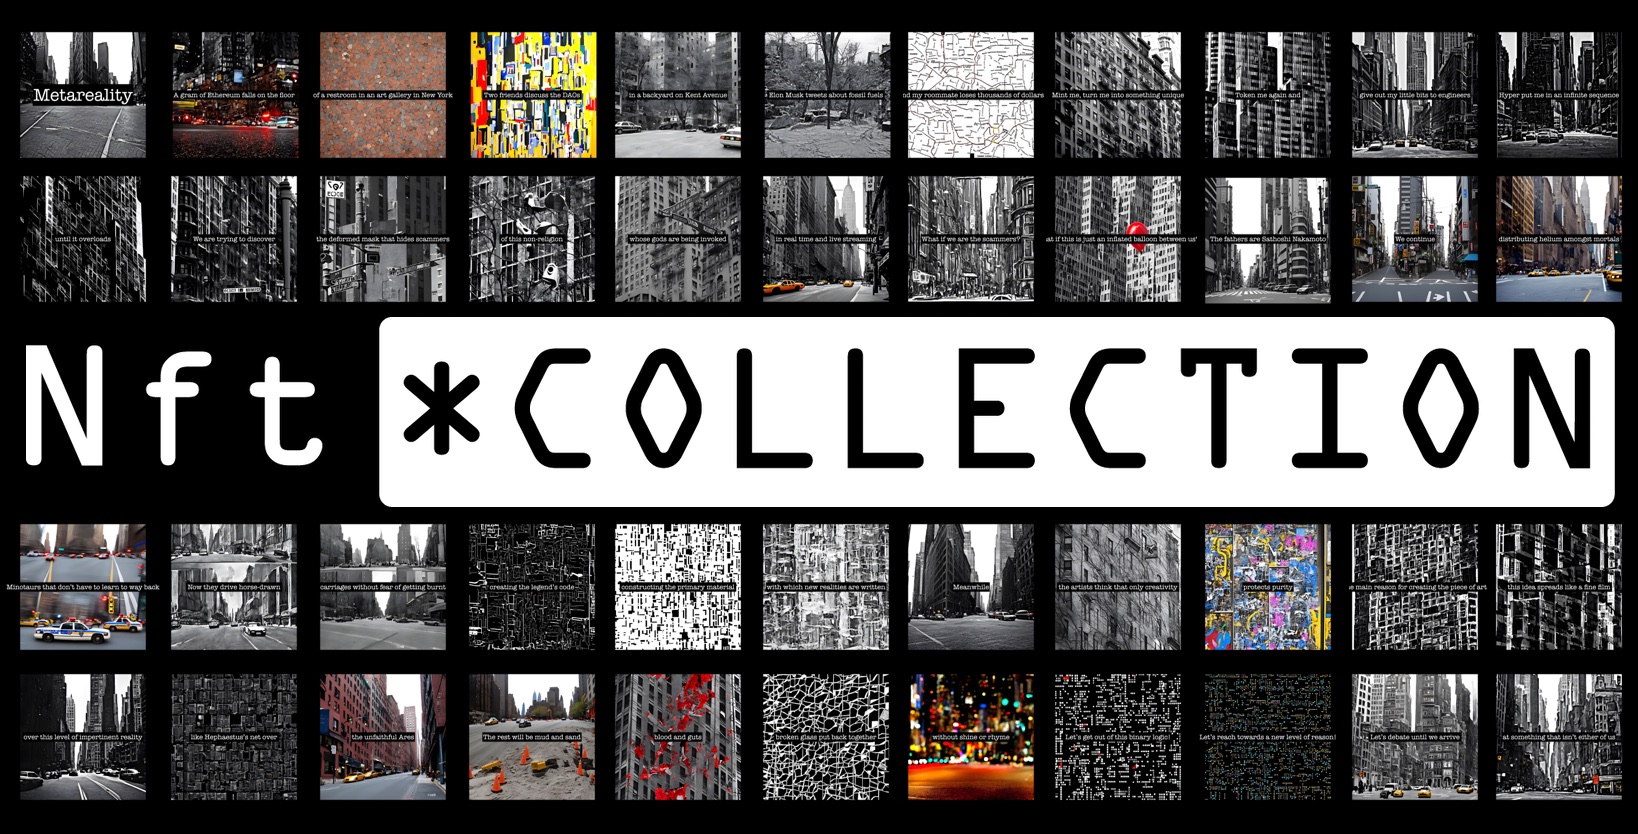 Metareality
A gram of Ethereum falls on the floor
of a restroom in an art gallery in New York
Two friends discuss the DAOs
in a backyard on Kent Avenue
Elon Musk tweets about fossil fuels
nd my roommate loses thousands of dollars
Mint me, turn me into something unique
Token me again and
give out my little bits to engineers
Hyper put me in an infinite sequence
until it overloads
We are trying to discover
the deformed mask that hides scammers
of this non-religion
whose gods are being invoked
in real time and live streaming
What if we are the scammers?
at if this is just an inflated balloon between us'
The fathers are Sathoshi Nakamoto
We continue
distributing helium amongst mortals
Nft *COLLECTION
Minotaurs that don't have to learn to way back
Now they drive horse-drawn
carriages without fear of getting burnt
creating the legend's code
constructing the primary material
with which new realities are written
Meanwhile
the artists think that only creativity
protects purity
e main reason for creating the piece of art
this idea spreads like a fine film
over this level of impertinent reality
like Hephaestus's net over
the unfaithful Ares
The rest will be mud and sand
blood and guts
broken glass put back together
without shine or rhyme
Let's get out of this binary logic!
Let's reach towards a new level of reason!
Let's debate until we arrive
at something that isn't either of us